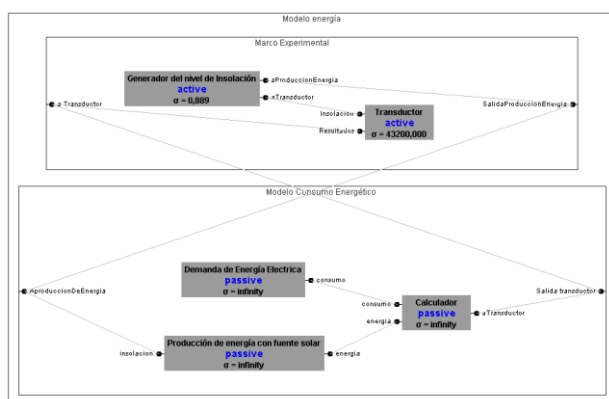 Modelo energía
Marco Experimental
Generador del nivel de Insolación
active
σ = 0,889
aProduccionEnergia
aTransductor
a Transductor
Insolacion
Resultados
Transductor
active
σ = 43200,000
SalidaProduccionEnergia
Modelo Consumo Energético
AproduccionDeEnergia
Demanda de Energía Electrica
passive
σ = infinity
consumo
Salida transductor
consumo
energia
Calculador
passive
σ = infinity
aTransductor
insolacion
Producción de energía con fuente solar
passive
σ = infinity
energia